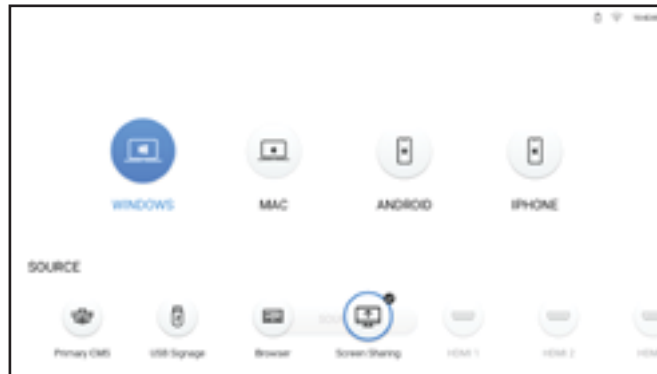 WINDOWS MAC ANDROID IPHONE
SOURCE
Primary CMS USB Signage Browser Screen Sharing HDMI 1 HDMI 2